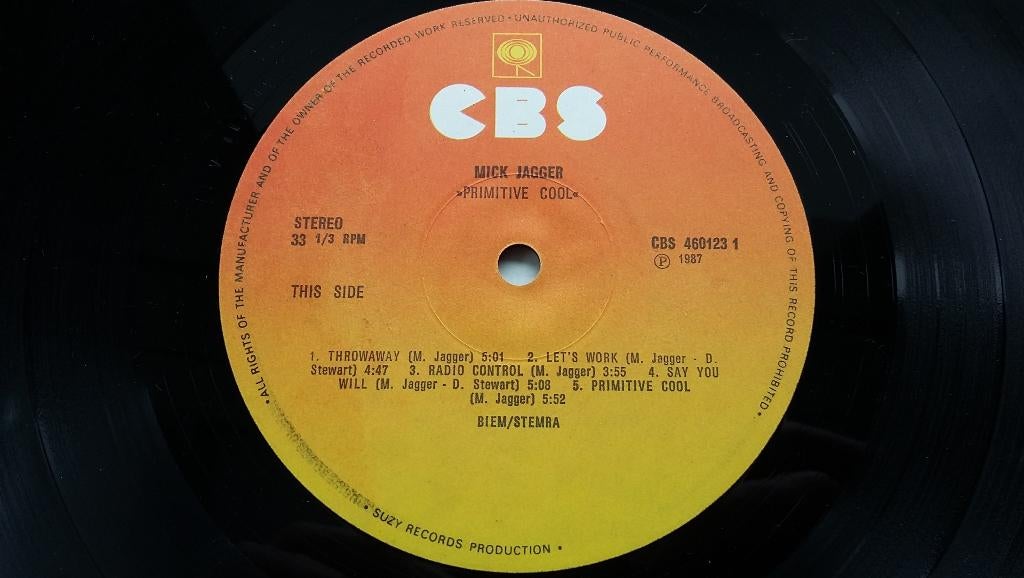 • ALL RIGHTS OF THE MANUFACTURER AND OF THE OWNER OF THE RECORDED WORK RESERVED • UNAUTHORIZED PUBLIC PERFORMANCE BROADCASTING AND COPYING OF THIS RECORD PROHIBITED •
CBS
MICK JAGGER
»PRIMITIVE COOL«
STEREO
33 1/3 RPM
CBS 460123 1
Ⓟ 1987
THIS SIDE
1. THROWAWAY (M. Jagger) 5:01 2. LET'S WORK (M. Jagger - D.
Stewart) 4:47 3. RADIO CONTROL (M. Jagger) 3:55 4. SAY YOU
WILL (M. Jagger - D. Stewart) 5:08 5. PRIMITIVE COOL
(M. Jagger) 5:52
BIEM/STEMRA
• SUZY RECORDS PRODUCTION •